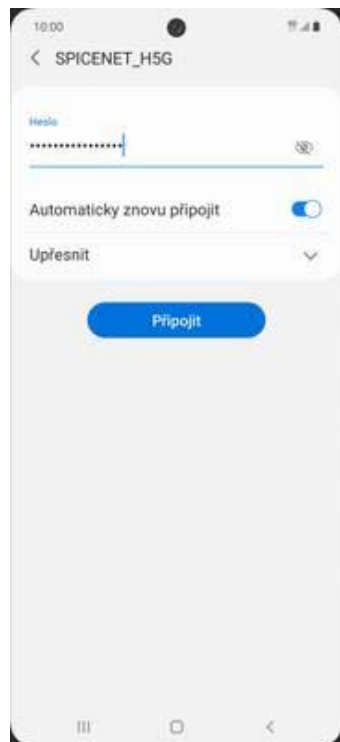 10:00
SPICENET_H5G
Heslo
••••••••••••••••
Automaticky znovu připojit
Upřesnit
Připojit